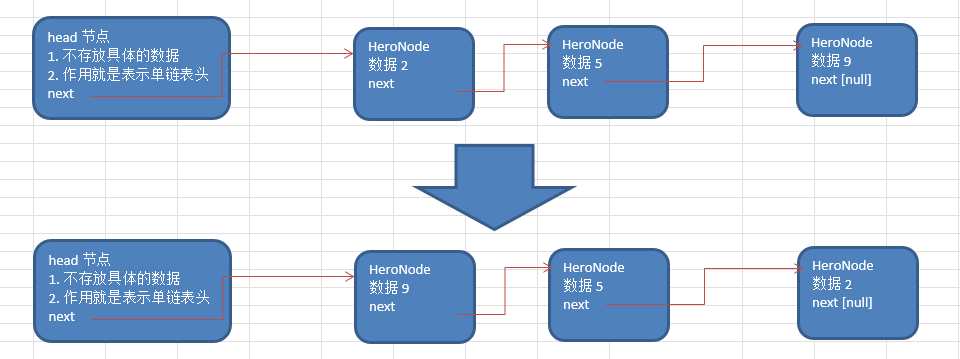 head 节点
1. 不存放具体的数据
2. 作用就是表示单链表头
next
HeroNode
数据 2
next
HeroNode
数据 5
next
HeroNode
数据 9
next [null]
head 节点
1. 不存放具体的数据
2. 作用就是表示单链表头
next
HeroNode
数据 9
next
HeroNode
数据 5
next
HeroNode
数据 2
next [null]